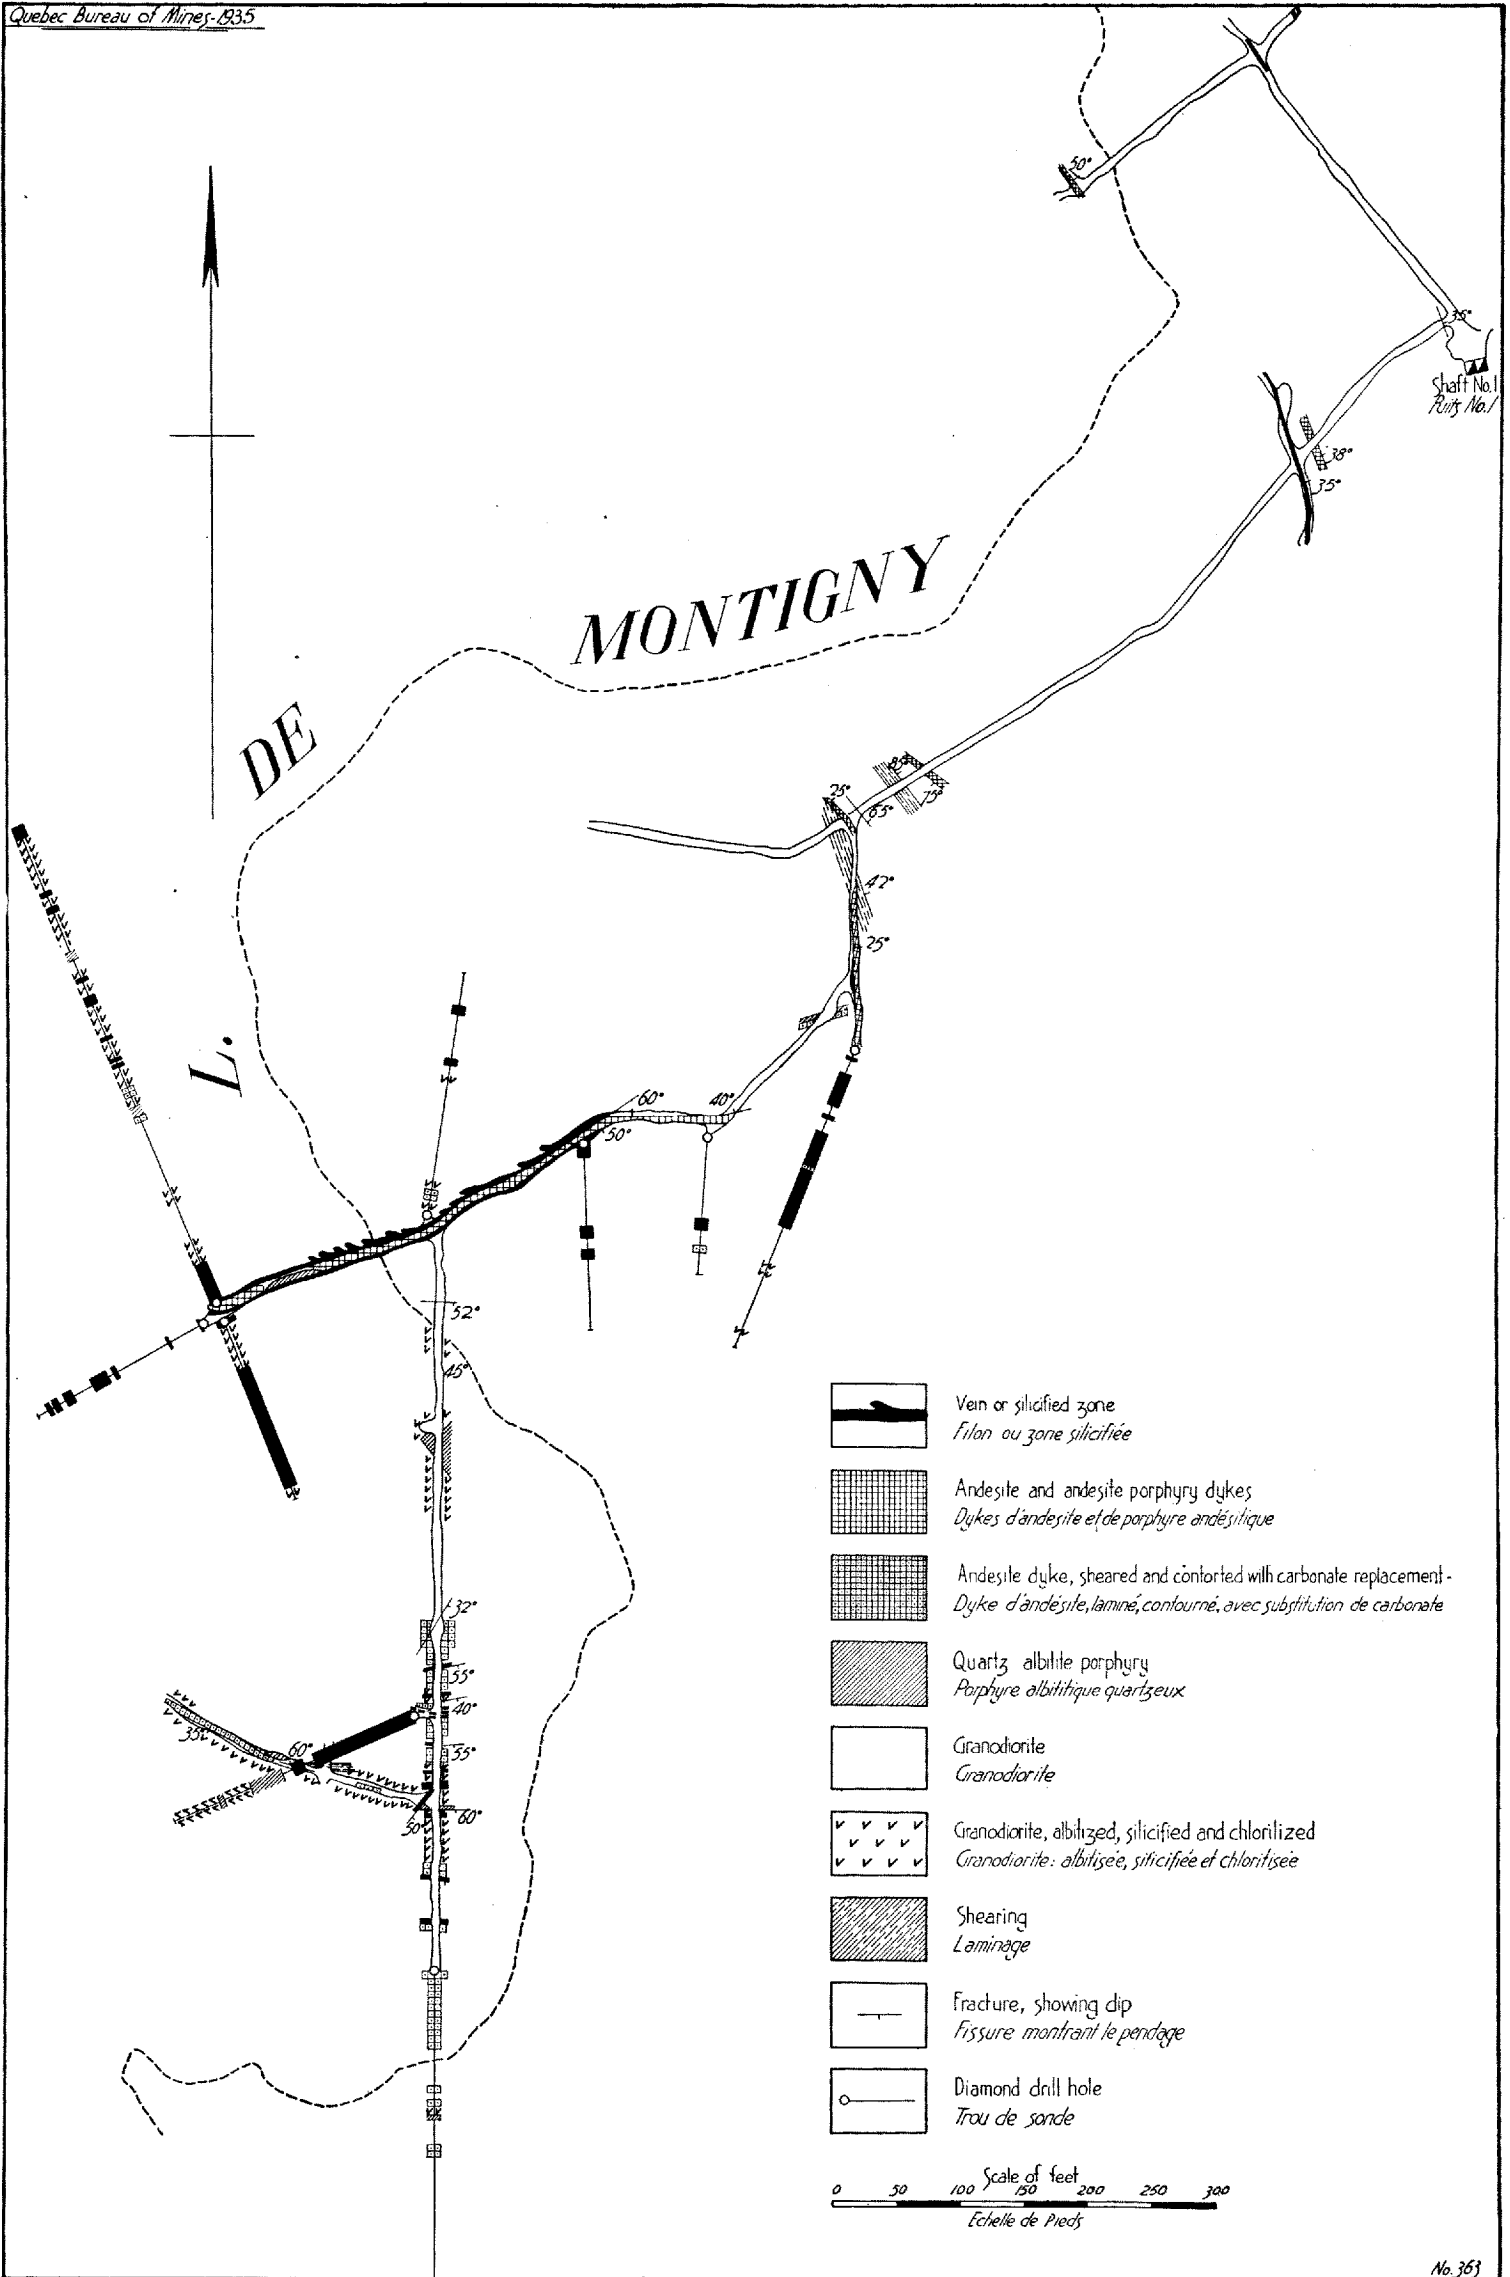 Quebec Bureau of Mines-1935
50°
35°
Shaft No.1
Puits No.1
38°
35°
MONTIGNY
DE
L.
85°
75°
25°
65°
42°
25°
60°
40°
50°
52°
45°
32°
55°
40°
35°
60°
55°
50°
60°
Vein or silicified zone
Filon ou zone silicifiée
Andesite and andesite porphyry dykes
Dykes d'andesite et de porphyre andésitique
Andesite dyke, sheared and contorted with carbonate replacement-
Dyke d'andésite, laminé, contourné, avec substitution de carbonate
Quartz albitite porphyry
Porphyre albititique quartzeux
Granodiorite
Granodiorite
Granodiorite, albitized, silicified and chloritized
Granodiorite: albitisée, silicifiée et chloritisée
Shearing
Laminage
Fracture, showing dip
Fissure montrant le pendage
Diamond drill hole
Trou de sonde
Scale of feet
0 50 100 150 200 250 300
Echelle de Pieds
No. 363